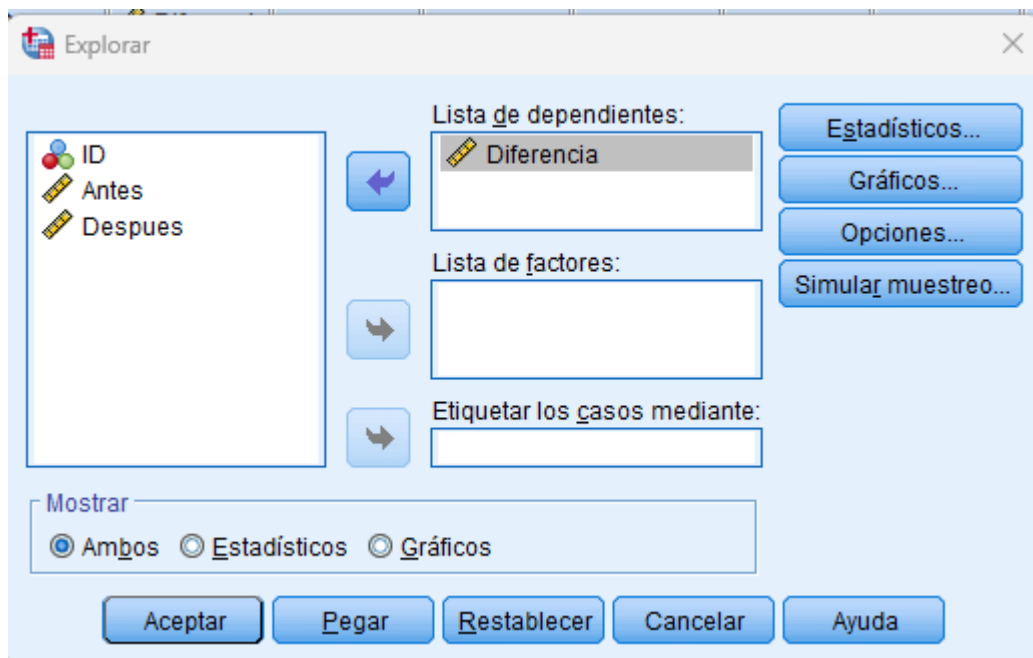 Explorar
ID
Antes
Despues
Lista de dependientes:
Diferencia
Lista de factores:
Etiquetar los casos mediante:
Estadísticos...
Gráficos...
Opciones...
Simular muestreo...
Mostrar
Ambos Estadísticos Gráficos
Aceptar Pegar Restablecer Cancelar Ayuda